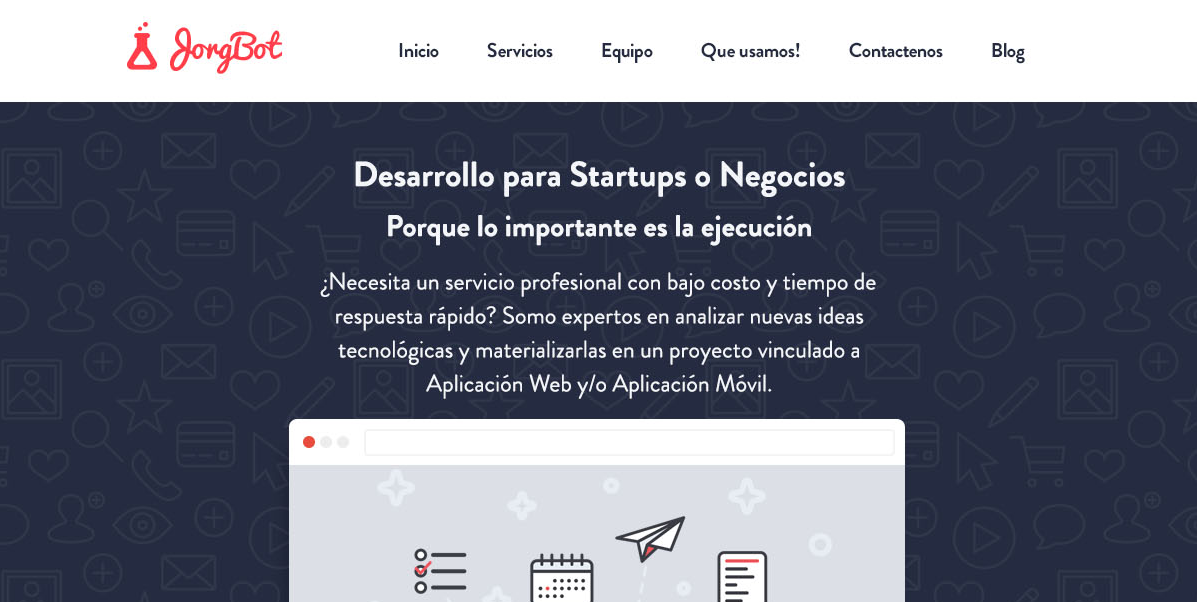 JorgBot
Inicio Servicios Equipo Que usamos! Contactenos Blog
Desarrollo para Startups o Negocios
Porque lo importante es la ejecución
¿Necesita un servicio profesional con bajo costo y tiempo de
respuesta rápido? Somo expertos en analizar nuevas ideas
tecnológicas y materializarlas en un proyecto vinculado a
Aplicación Web y/o Aplicación Móvil.